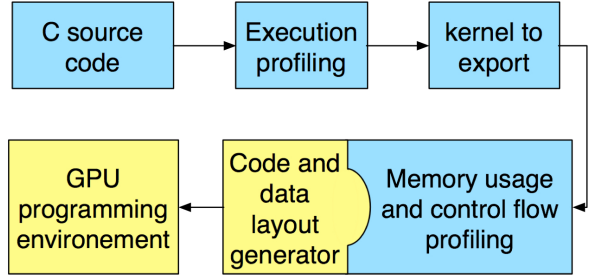 C source
code
Execution
profiling
kernel to
export
GPU
programming
environement
Code and
data
layout
generator
Memory usage
and control flow
profiling